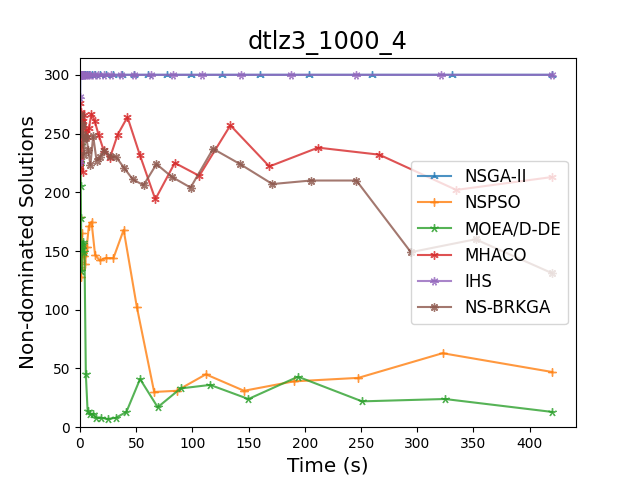 dtlz3_1000_4
Non-dominated Solutions
300
250
200
150
100
50
0
NSGA-II
NSPSO
MOEA/D-DE
MHACO
IHS
NS-BRKGA
0 50 100 150 200 250 300 350 400
Time (s)